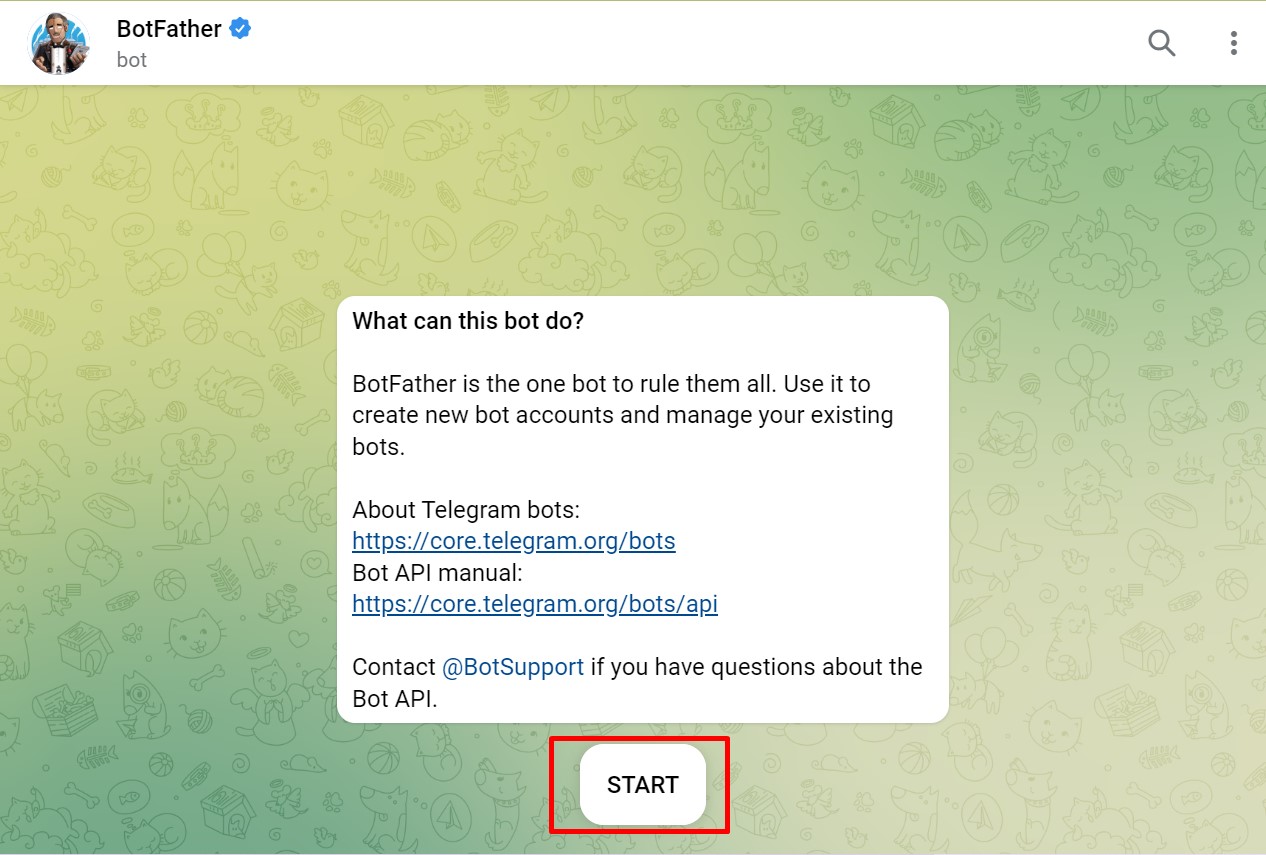 BotFather
bot
What can this bot do?
BotFather is the one bot to rule them all. Use it to
create new bot accounts and manage your existing
bots.
About Telegram bots:
https://core.telegram.org/bots
Bot API manual:
https://core.telegram.org/bots/api
Contact @BotSupport if you have questions about the
Bot API.
START